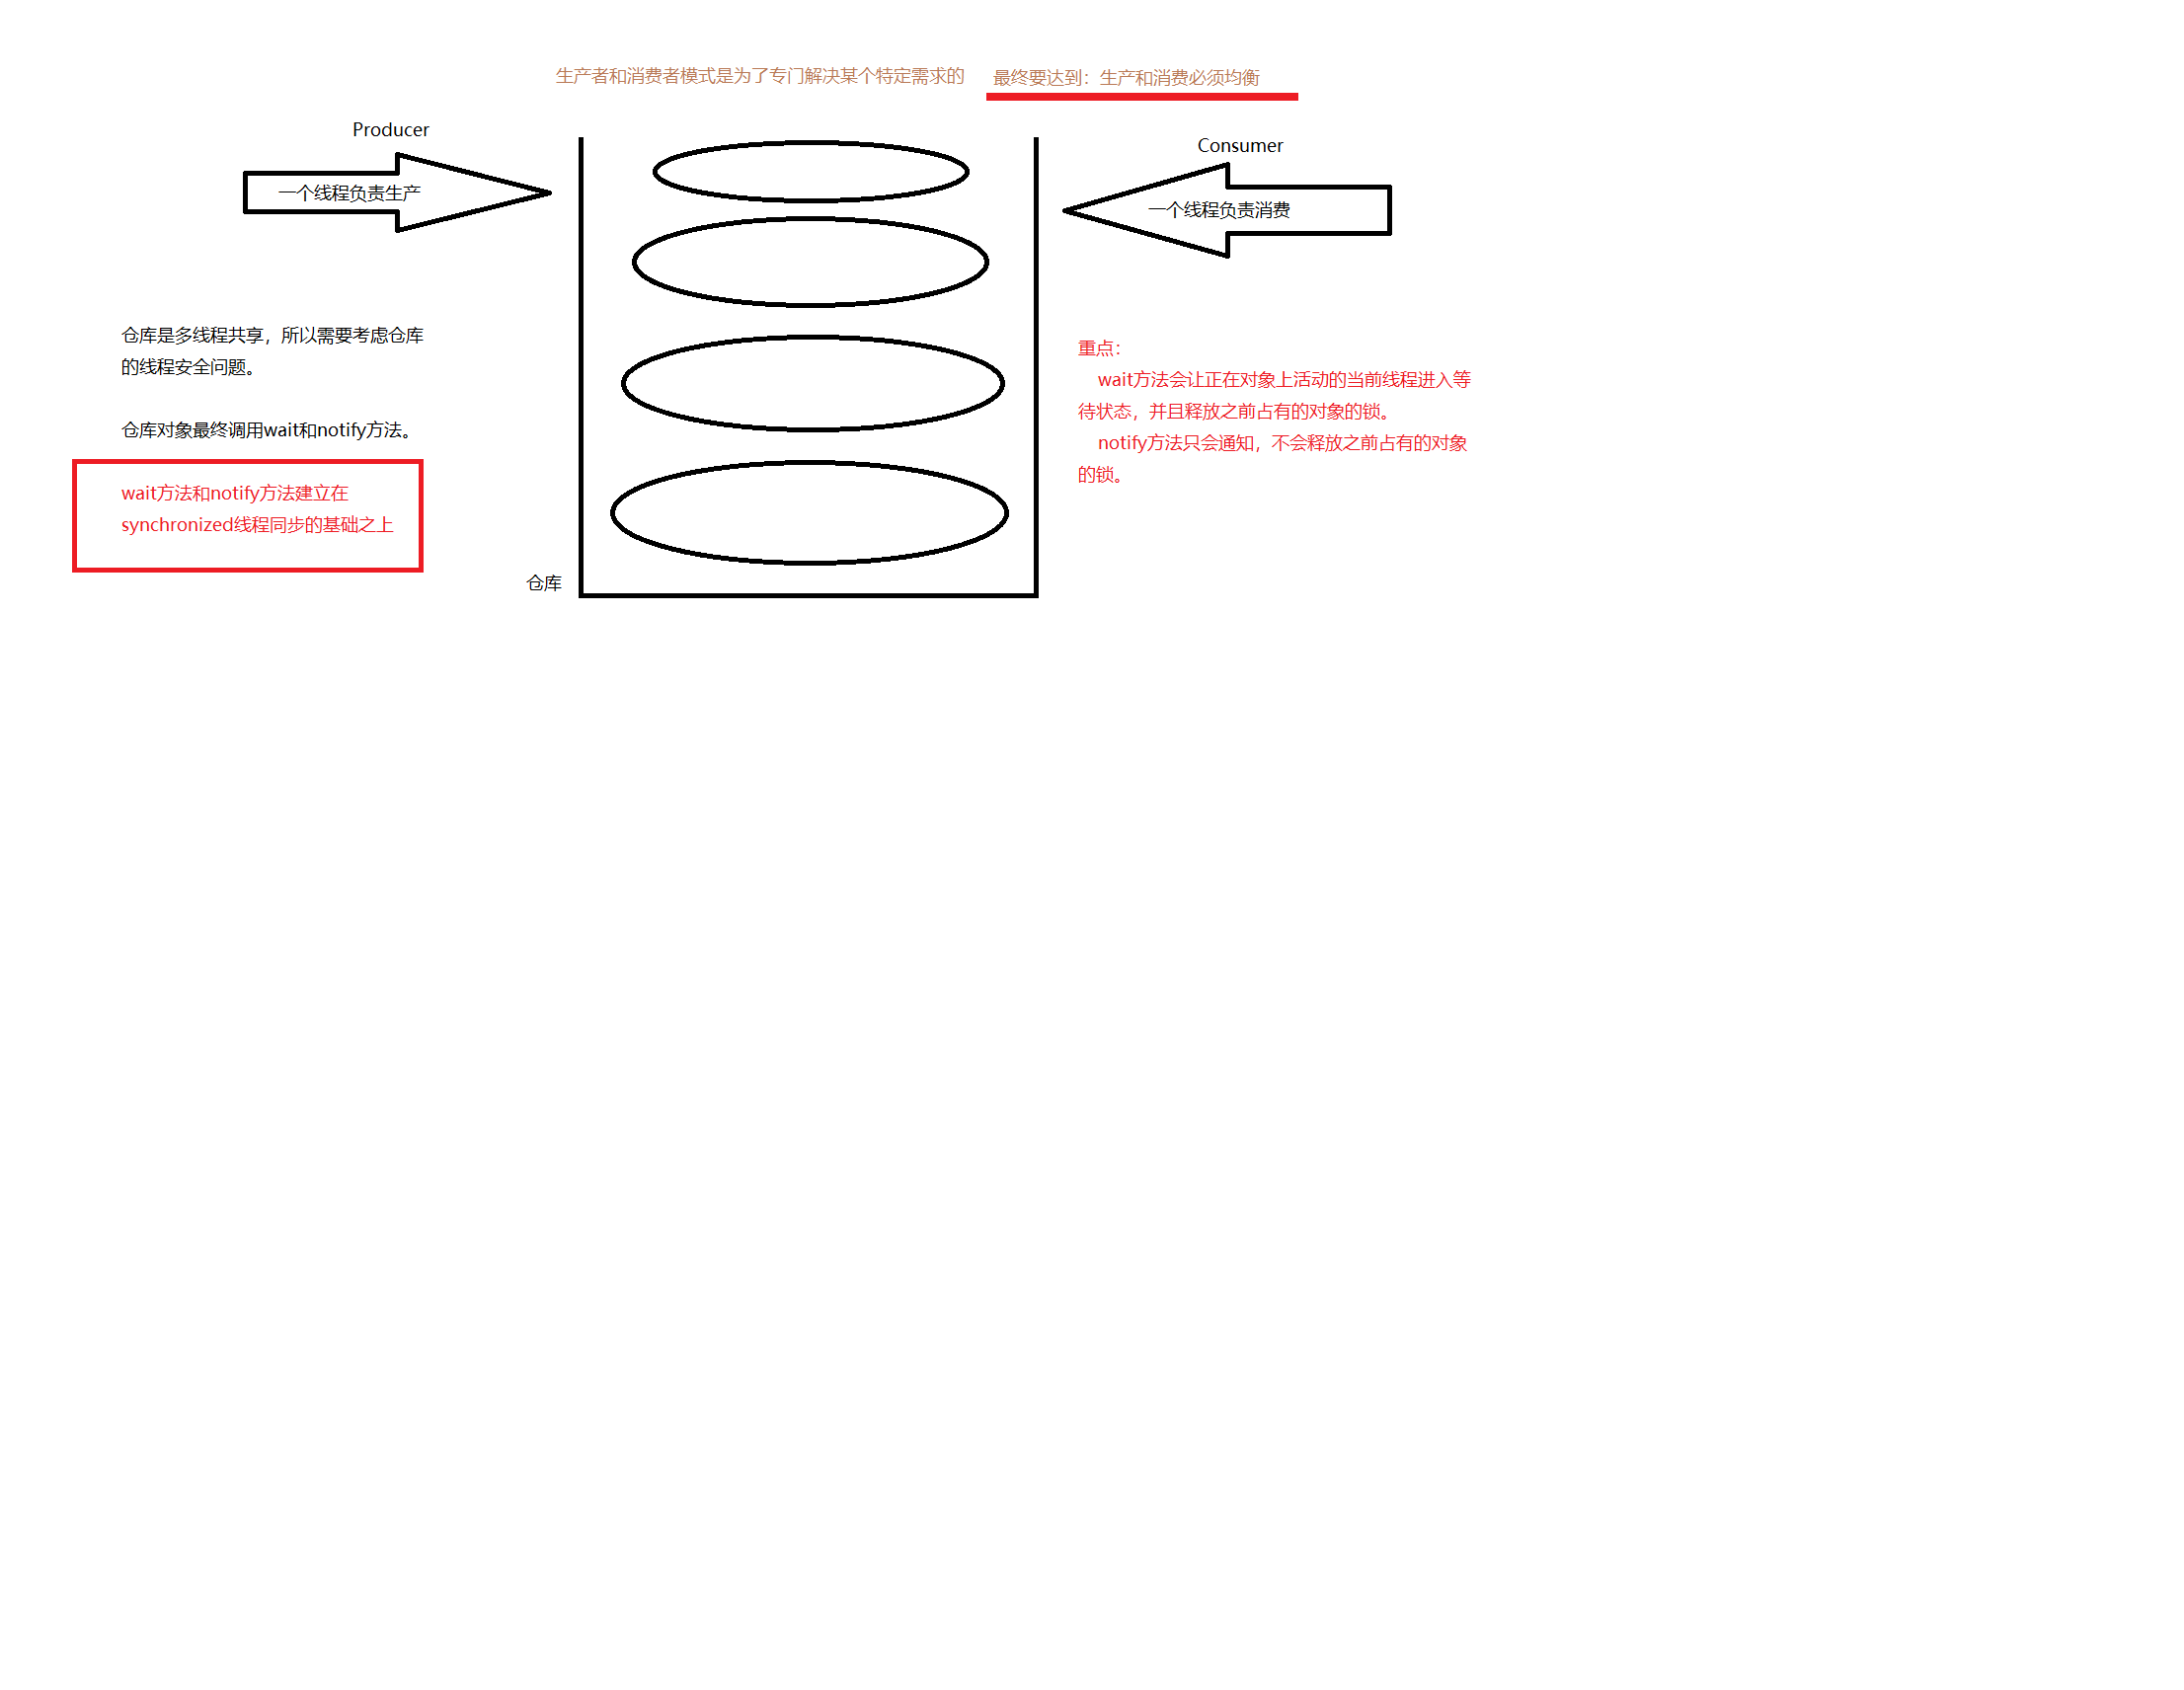 生产者和消费者模式是为了专门解决某个特定需求的
最终要达到：生产和消费必须均衡
Producer
Consumer
一个线程负责生产
一个线程负责消费
仓库是多线程共享，所以需要考虑仓库
的线程安全问题。
仓库对象最终调用wait和notify方法。
wait方法和notify方法建立在
synchronized线程同步的基础之上
重点：
wait方法会让正在对象上活动的当前线程进入等
待状态，并且释放之前占有的对象的锁。
notify方法只会通知，不会释放之前占有的对象
的锁。
仓库